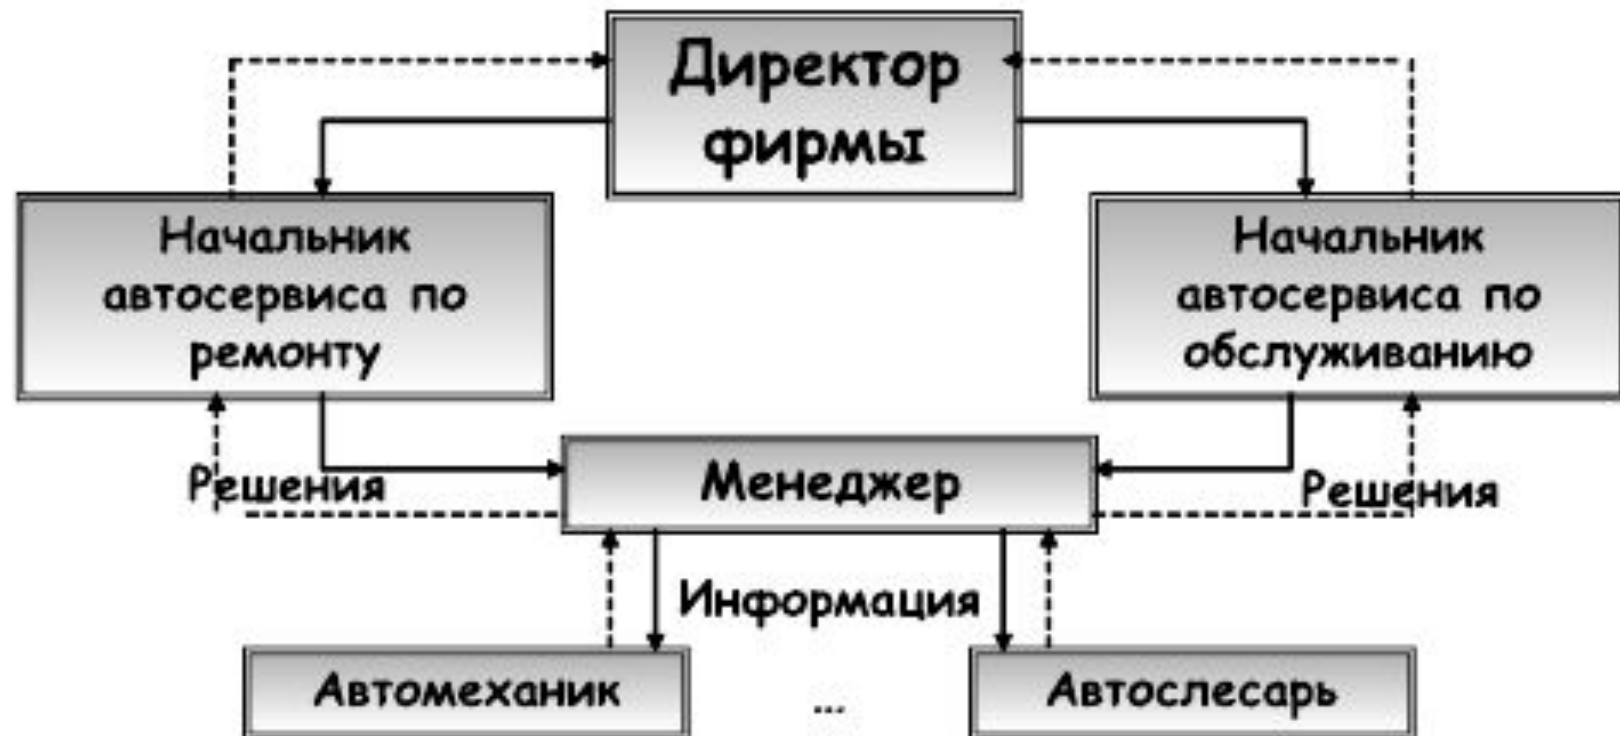 Директор
фирмы
Начальник
автосервиса по
ремонту
Начальник
автосервиса по
обслуживанию
Менеджер
Решения
Решения
Информация
Автомеханик
...
Автослесарь